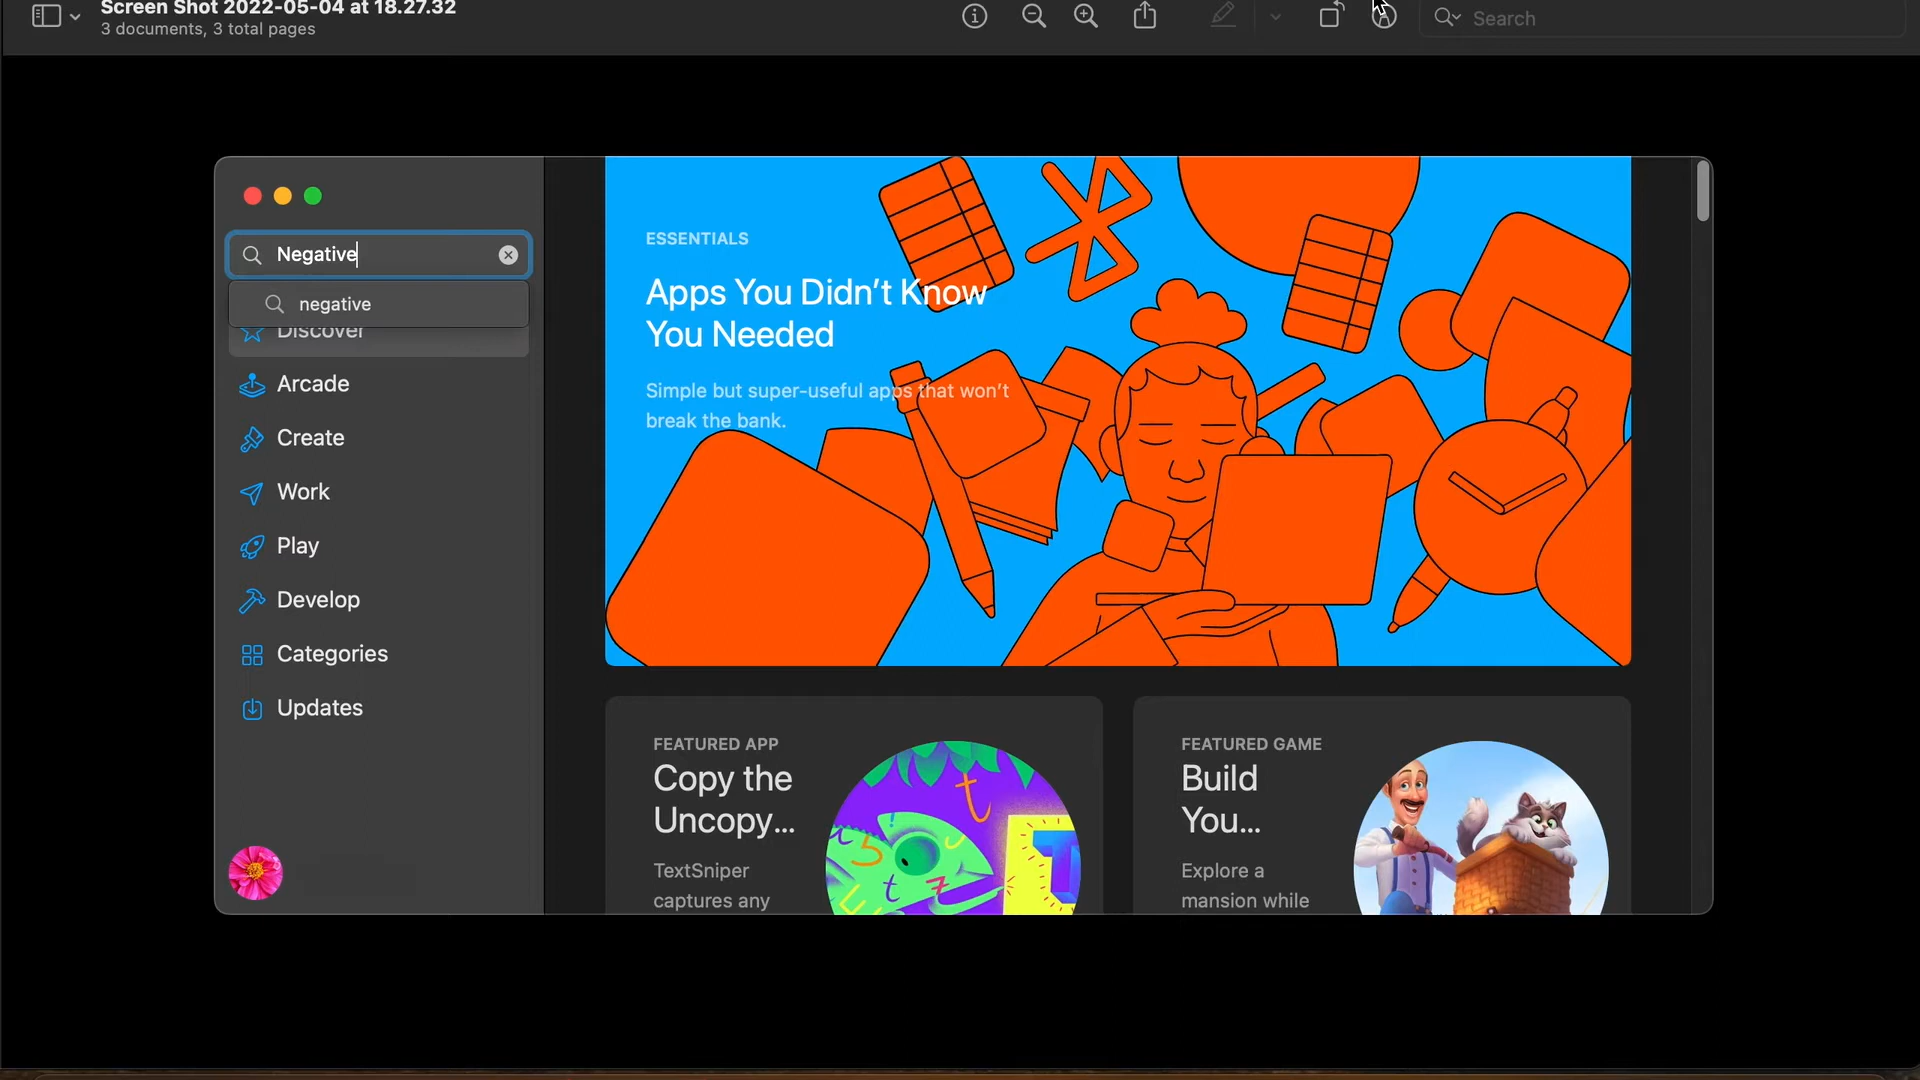 Screen Shot 2022-05-04 at 18.27.32
3 documents, 3 total pages
Search
Negative
negative
Discover
Arcade
Create
Work
Play
Develop
Categories
Updates
ESSENTIALS
Apps You Didn't Know
You Needed
Simple but super-useful apps that won't
break the bank.
FEATURED APP
Copy the
Uncopy...
TextSniper
captures any
FEATURED GAME
Build
You...
Explore a
mansion while